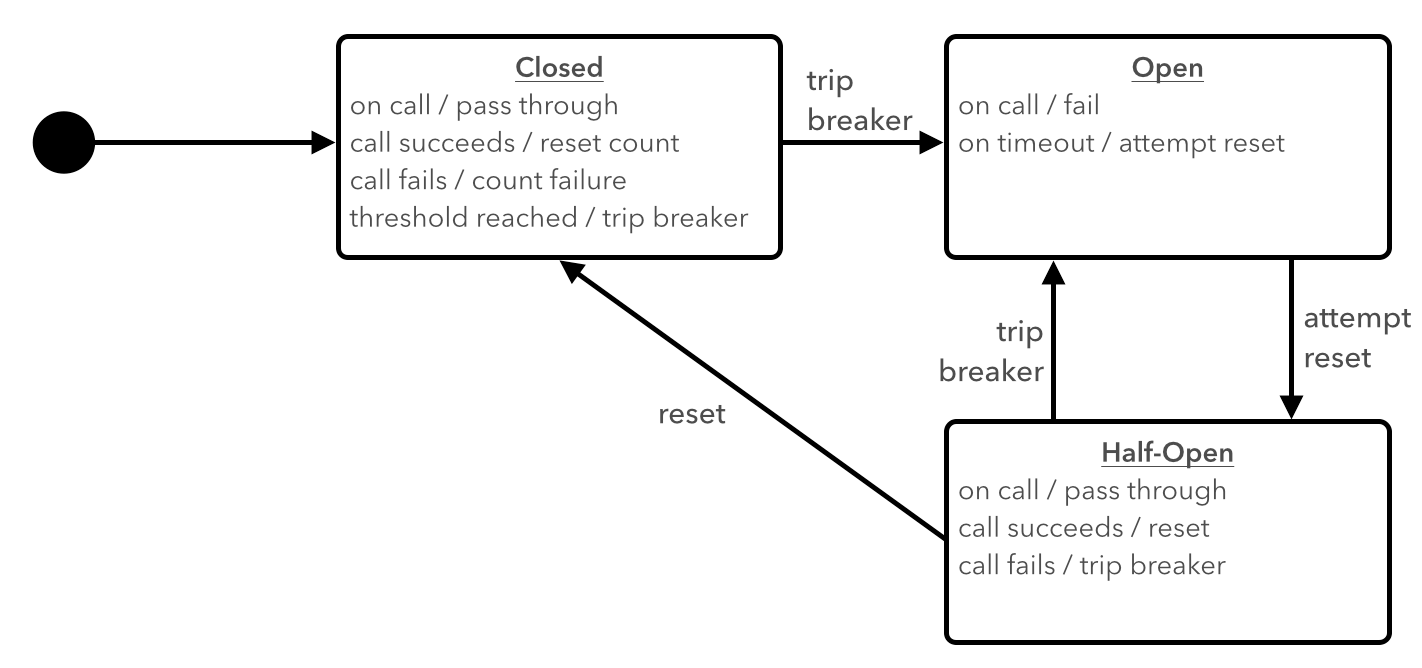 Closed
on call / pass through
call succeeds / reset count
call fails / count failure
threshold reached / trip breaker
trip
breaker
Open
on call / fail
on timeout / attempt reset
trip
breaker
attempt
reset
reset
Half-Open
on call / pass through
call succeeds / reset
call fails / trip breaker